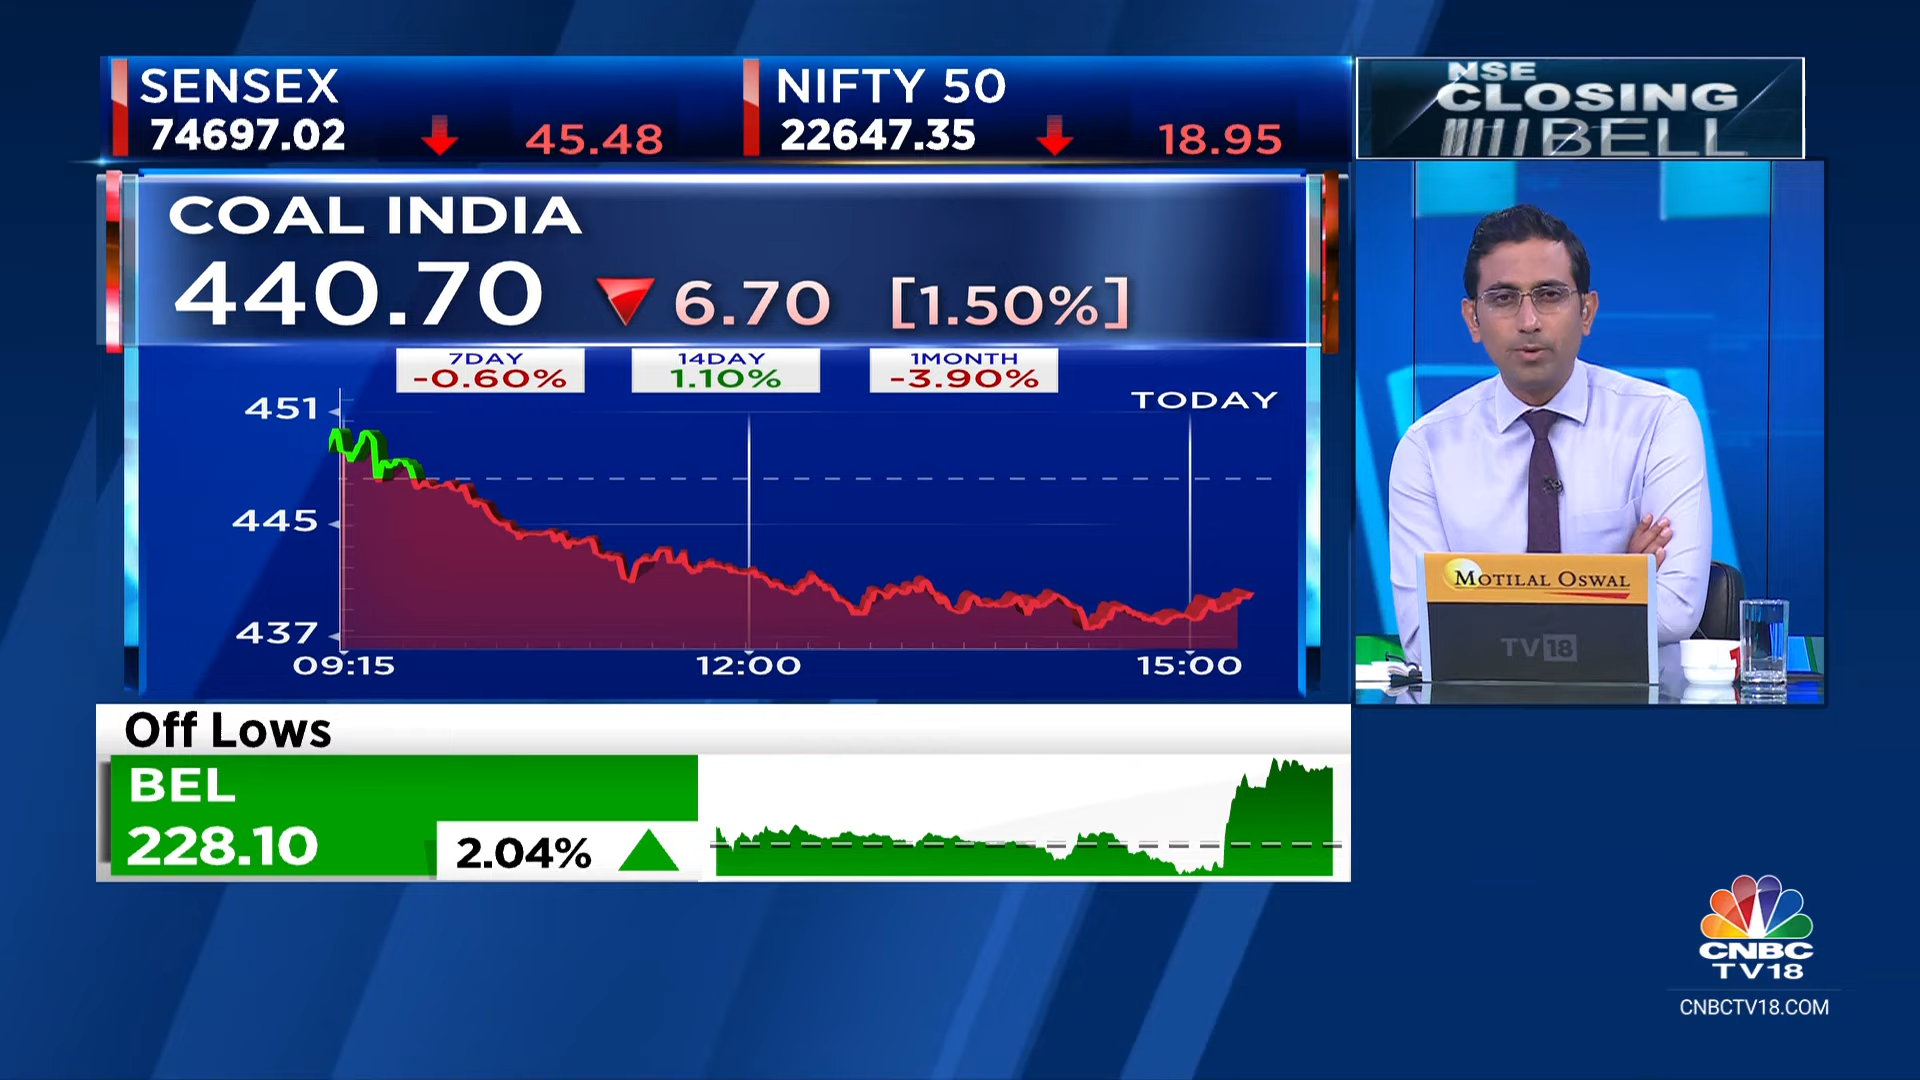 SENSEX
74697.02 45.48
NIFTY 50
22647.35 18.95
NSE
CLOSING
BELL
COAL INDIA
440.70 6.70 [1.50%]
7DAY
-0.60%
14DAY
1.10%
1MONTH
-3.90%
TODAY
451
445
437
09:15 12:00 15:00
MOTILAL OSWAL
TV18
Off Lows
BEL
228.10
2.04%
CNBC
TV18
CNBCTV18.COM